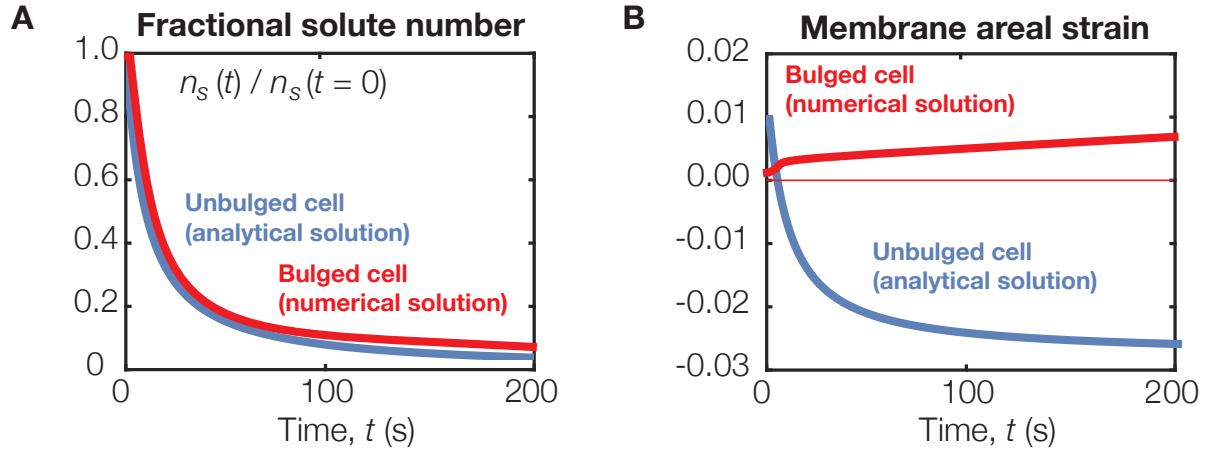 A
Fractional solute number
1.0
0.8
0.6
0.4
0.2
0
n_s (t) / n_s (t = 0)
Unbulged cell
(analytical solution)
Bulged cell
(numerical solution)
0
100
200
Time, t (s)
B
Membrane areal strain
0.02
0.01
0.00
-0.01
-0.02
-0.03
Bulged cell
(numerical solution)
Unbulged cell
(analytical solution)
0
100
200
Time, t (s)